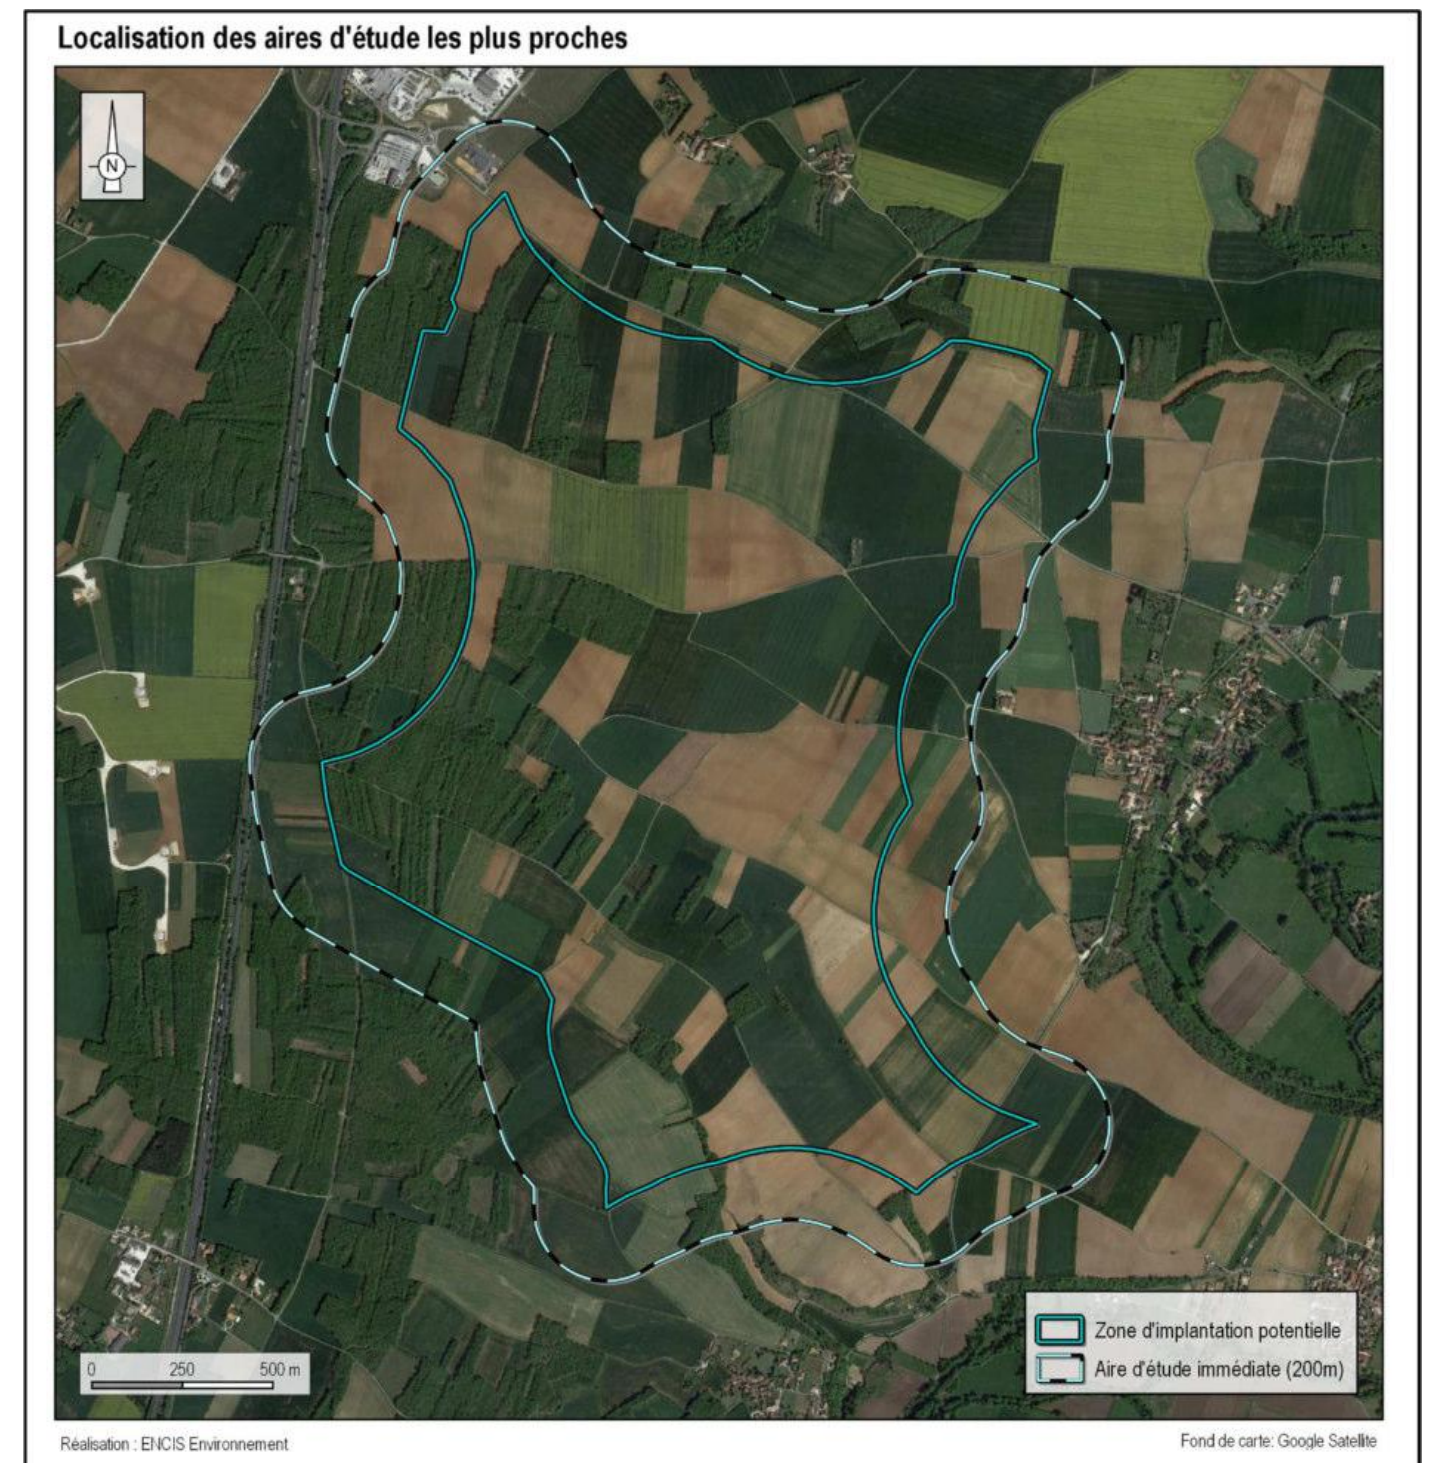 Localisation des aires d'étude les plus proches
N
Zone d'implantation potentielle
Aire d'étude immédiate (200m)
0 250 500 m
Réalisation : ENCIS Environnement
Fond de carte: Google Satellite